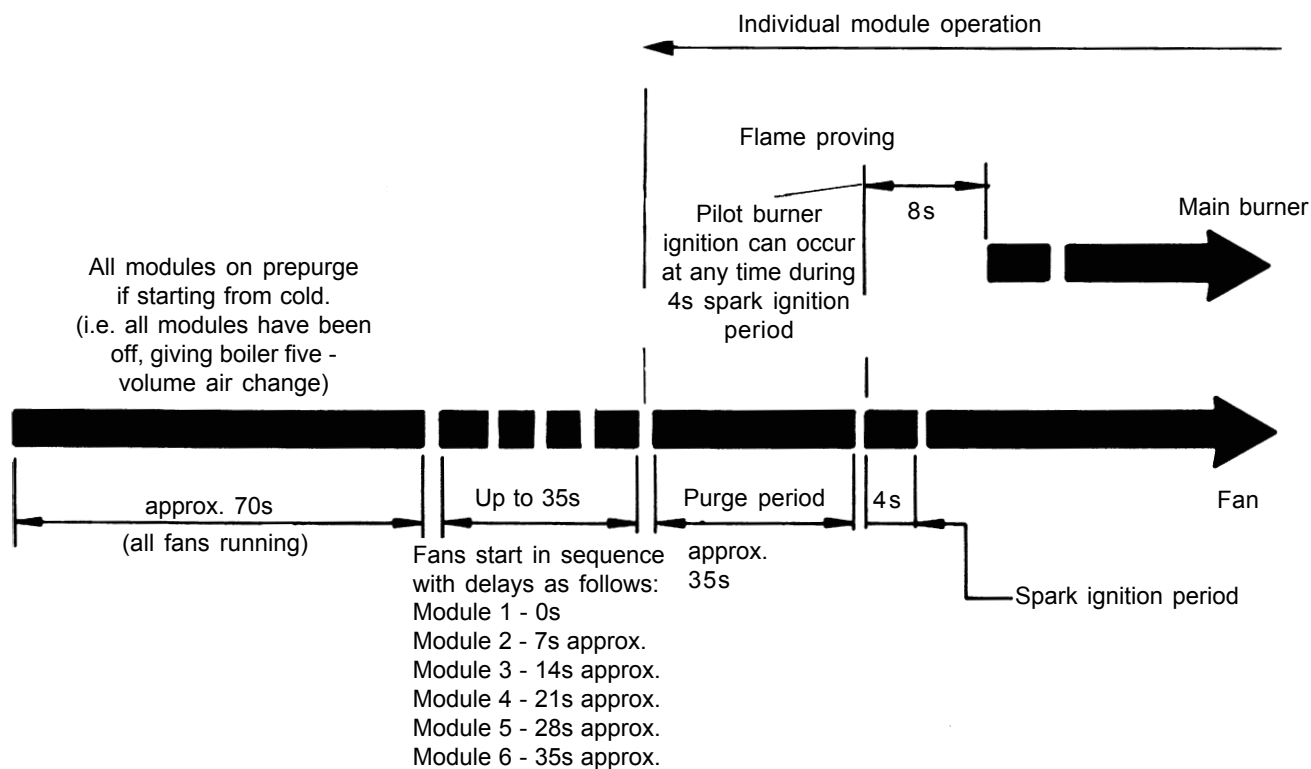 Individual module operation
Flame proving
8s
Pilot burner
ignition can occur
at any time during
4s spark ignition
period
Main burner
All modules on prepurge
if starting from cold.
(i.e. all modules have been
off, giving boiler five -
volume air change)
approx. 70s
(all fans running)
Up to 35s
Purge period
approx.
35s
4s
Fan
Fans start in sequence
with delays as follows:
Module 1 - 0s
Module 2 - 7s approx.
Module 3 - 14s approx.
Module 4 - 21s approx.
Module 5 - 28s approx.
Module 6 - 35s approx.
Spark ignition period